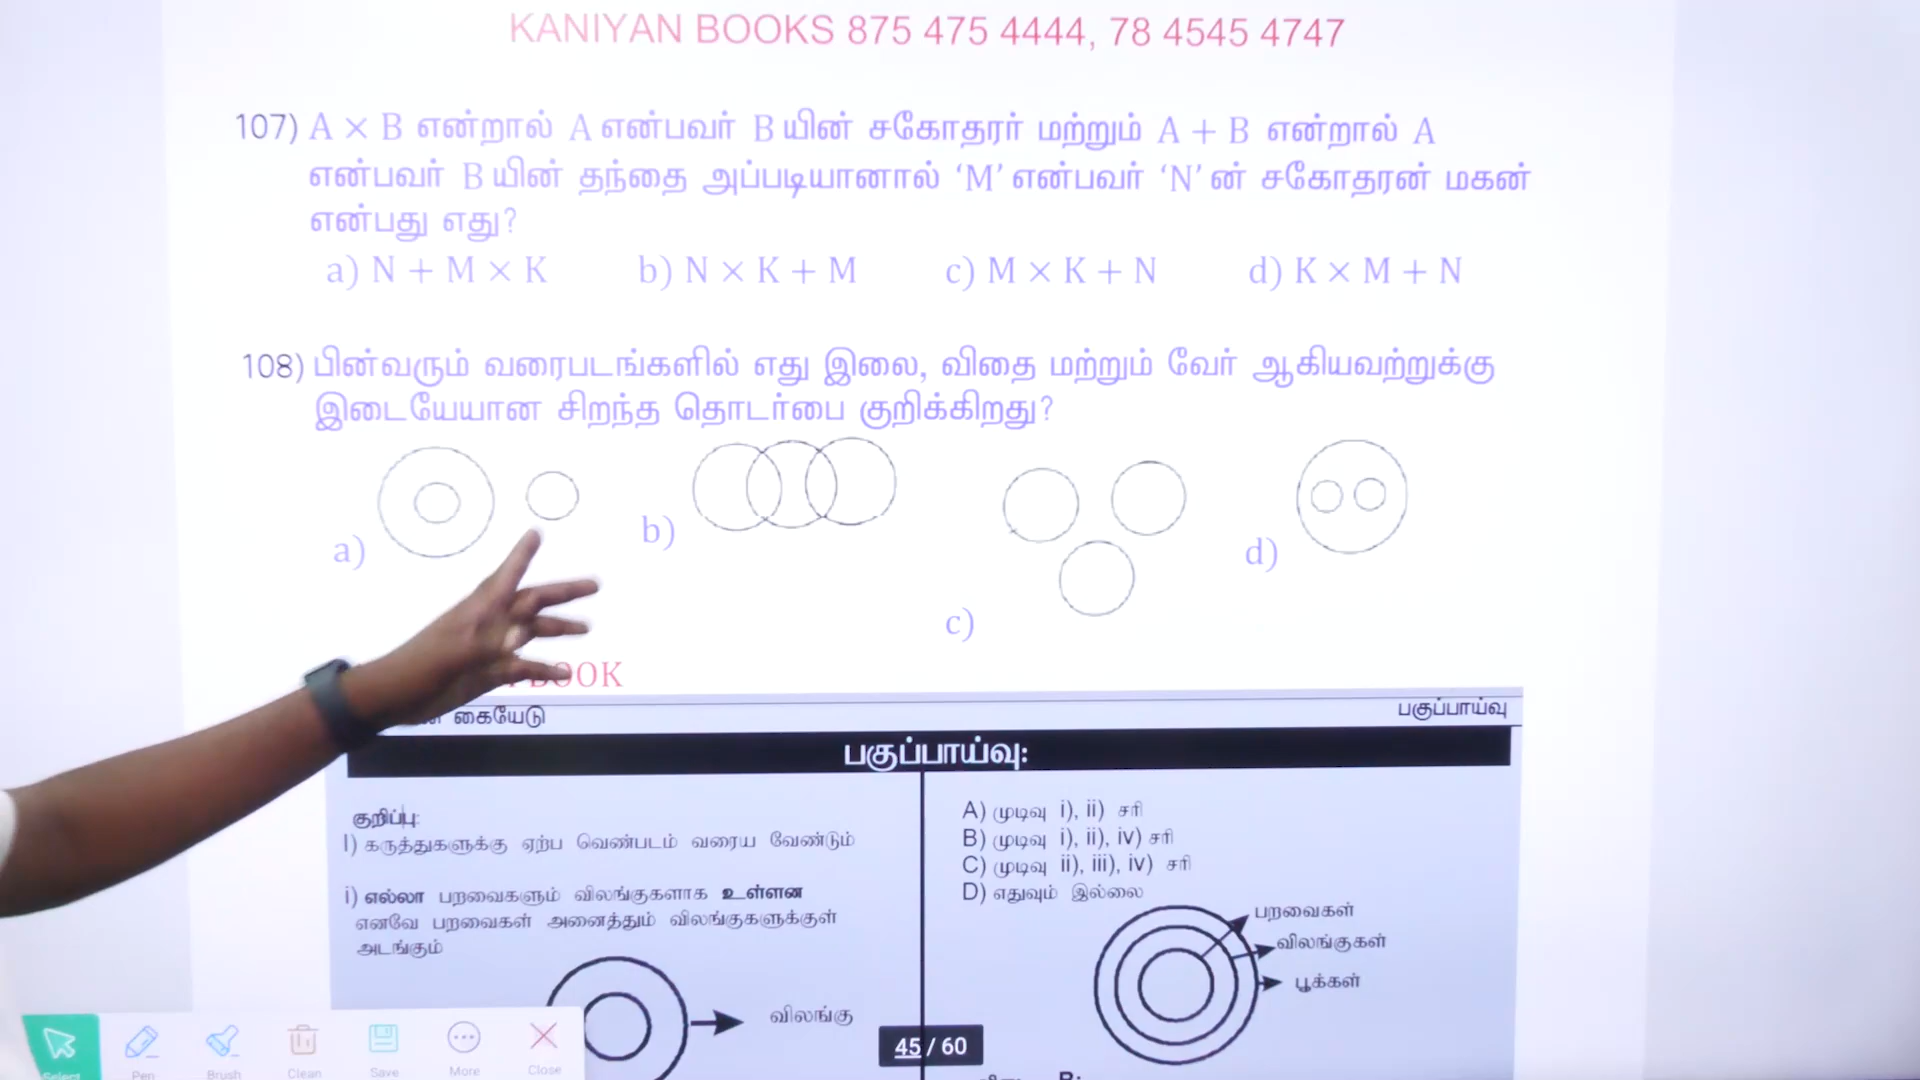 KANIYAN BOOKS 875 475 4444, 78 4545 4747
107) A × B என்றால் A என்பவர் B யின் சகோதரர் மற்றும் A + B என்றால் A
என்பவர் B யின் தந்தை அப்படியானால் ‘M’ என்பவர் ‘N’ ன் சகோதரன் மகன்
என்பது எது?
a) N + M × K b) N × K + M c) M × K + N d) K × M + N
108) பின்வரும் வரைபடங்களில் எது இலை, விதை மற்றும் வேர் ஆகியவற்றுக்கு
இடையேயான சிறந்த தொடர்பை குறிக்கிறது?
a) b) c) d)
BOOK
கையேடு பகுப்பாய்வு
பகுப்பாய்வு:
குறிப்பு:
I) கருத்துகளுக்கு ஏற்ப வெண்படம் வரைய வேண்டும்
i) எல்லா பறவைகளும் விலங்குகளாக உள்ளன
எனவே பறவைகள் அனைத்தும் விலங்குகளுக்குள்
அடங்கும்
விலங்கு
A) முடிவு i), ii) சரி
B) முடிவு i), ii), iv) சரி
C) முடிவு ii), iii), iv) சரி
D) எதுவும் இல்லை
பறவைகள்
விலங்குகள்
பூக்கள்
45 / 60
Select Pen Brush Clean Save More Close